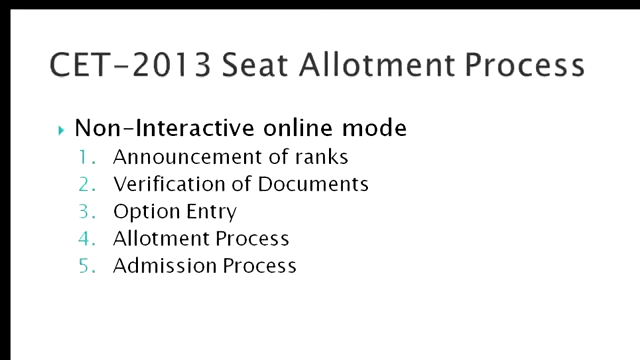 CET-2013 Seat Allotment Process
Non-Interactive online mode
1. Announcement of ranks
2. Verification of Documents
3. Option Entry
4. Allotment Process
5. Admission Process